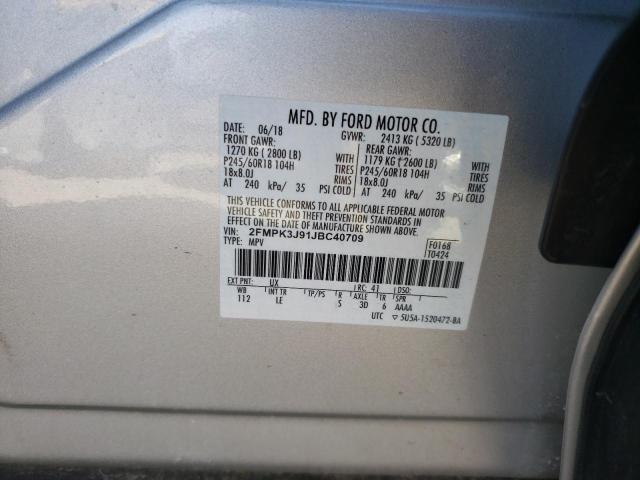 MFD. BY FORD MOTOR CO.
DATE: 06/18 GVWR: 2413 KG ( 5320 LB)
FRONT GAWR: REAR GAWR:
1270 KG ( 2800 LB) WITH 1179 KG ( 2600 LB) WITH
P245/60R18 104H TIRES P245/60R18 104H TIRES
18x8.0J RIMS 18x8.0J RIMS
AT 240 kPa/ 35 PSI COLD AT 240 kPa/ 35 PSI COLD
THIS VEHICLE CONFORMS TO ALL APPLICABLE FEDERAL MOTOR
VEHICLE SAFETY AND THEFT PREVENTION STANDARDS IN
EFFECT ON THE DATE OF MANUFACTURE SHOWN ABOVE.
VIN: 2FMPK3J91JBC40709
TYPE: MPV
F0168
T0424
EXT PNT: UX RC: 41 DSO:
WB INT TR TP/PS R AXLE TR SPR
112 LE S 3D 6 AAAA
UTC ▽ 5U5A-1520472-BA